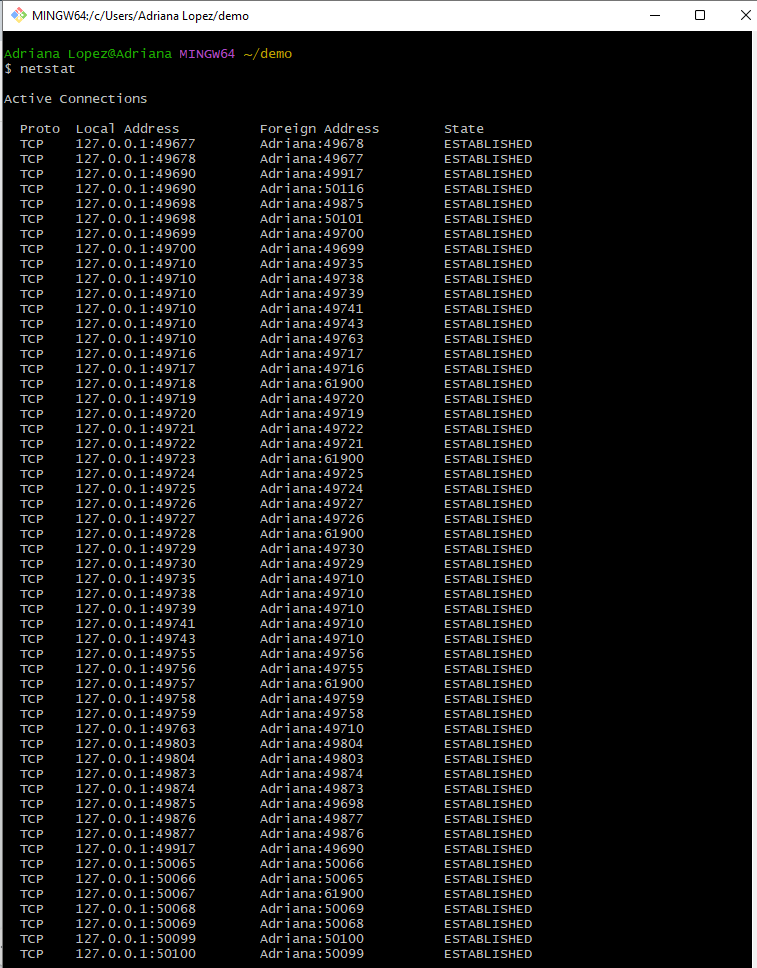 MINGW64:/c/Users/Adriana Lopez/demo
Adriana Lopez@Adriana MINGW64 ~/demo
$ netstat
Active Connections
Proto Local Address Foreign Address State
TCP 127.0.0.1:49677 Adriana:49678 ESTABLISHED
TCP 127.0.0.1:49678 Adriana:49677 ESTABLISHED
TCP 127.0.0.1:49690 Adriana:49917 ESTABLISHED
TCP 127.0.0.1:49690 Adriana:50116 ESTABLISHED
TCP 127.0.0.1:49698 Adriana:49875 ESTABLISHED
TCP 127.0.0.1:49698 Adriana:50101 ESTABLISHED
TCP 127.0.0.1:49699 Adriana:49700 ESTABLISHED
TCP 127.0.0.1:49700 Adriana:49699 ESTABLISHED
TCP 127.0.0.1:49710 Adriana:49735 ESTABLISHED
TCP 127.0.0.1:49710 Adriana:49738 ESTABLISHED
TCP 127.0.0.1:49710 Adriana:49739 ESTABLISHED
TCP 127.0.0.1:49710 Adriana:49741 ESTABLISHED
TCP 127.0.0.1:49710 Adriana:49743 ESTABLISHED
TCP 127.0.0.1:49710 Adriana:49763 ESTABLISHED
TCP 127.0.0.1:49716 Adriana:49717 ESTABLISHED
TCP 127.0.0.1:49717 Adriana:49716 ESTABLISHED
TCP 127.0.0.1:49718 Adriana:61900 ESTABLISHED
TCP 127.0.0.1:49719 Adriana:49720 ESTABLISHED
TCP 127.0.0.1:49720 Adriana:49719 ESTABLISHED
TCP 127.0.0.1:49721 Adriana:49722 ESTABLISHED
TCP 127.0.0.1:49722 Adriana:49721 ESTABLISHED
TCP 127.0.0.1:49723 Adriana:61900 ESTABLISHED
TCP 127.0.0.1:49724 Adriana:49725 ESTABLISHED
TCP 127.0.0.1:49725 Adriana:49724 ESTABLISHED
TCP 127.0.0.1:49726 Adriana:49727 ESTABLISHED
TCP 127.0.0.1:49727 Adriana:49726 ESTABLISHED
TCP 127.0.0.1:49728 Adriana:61900 ESTABLISHED
TCP 127.0.0.1:49729 Adriana:49730 ESTABLISHED
TCP 127.0.0.1:49730 Adriana:49729 ESTABLISHED
TCP 127.0.0.1:49735 Adriana:49710 ESTABLISHED
TCP 127.0.0.1:49738 Adriana:49710 ESTABLISHED
TCP 127.0.0.1:49739 Adriana:49710 ESTABLISHED
TCP 127.0.0.1:49741 Adriana:49710 ESTABLISHED
TCP 127.0.0.1:49743 Adriana:49710 ESTABLISHED
TCP 127.0.0.1:49755 Adriana:49756 ESTABLISHED
TCP 127.0.0.1:49756 Adriana:49755 ESTABLISHED
TCP 127.0.0.1:49757 Adriana:61900 ESTABLISHED
TCP 127.0.0.1:49758 Adriana:49759 ESTABLISHED
TCP 127.0.0.1:49759 Adriana:49758 ESTABLISHED
TCP 127.0.0.1:49763 Adriana:49710 ESTABLISHED
TCP 127.0.0.1:49803 Adriana:49804 ESTABLISHED
TCP 127.0.0.1:49804 Adriana:49803 ESTABLISHED
TCP 127.0.0.1:49873 Adriana:49874 ESTABLISHED
TCP 127.0.0.1:49874 Adriana:49873 ESTABLISHED
TCP 127.0.0.1:49875 Adriana:49698 ESTABLISHED
TCP 127.0.0.1:49876 Adriana:49877 ESTABLISHED
TCP 127.0.0.1:49877 Adriana:49876 ESTABLISHED
TCP 127.0.0.1:49917 Adriana:49690 ESTABLISHED
TCP 127.0.0.1:50065 Adriana:50066 ESTABLISHED
TCP 127.0.0.1:50066 Adriana:50065 ESTABLISHED
TCP 127.0.0.1:50067 Adriana:61900 ESTABLISHED
TCP 127.0.0.1:50068 Adriana:50069 ESTABLISHED
TCP 127.0.0.1:50069 Adriana:50068 ESTABLISHED
TCP 127.0.0.1:50099 Adriana:50100 ESTABLISHED
TCP 127.0.0.1:50100 Adriana:50099 ESTABLISHED